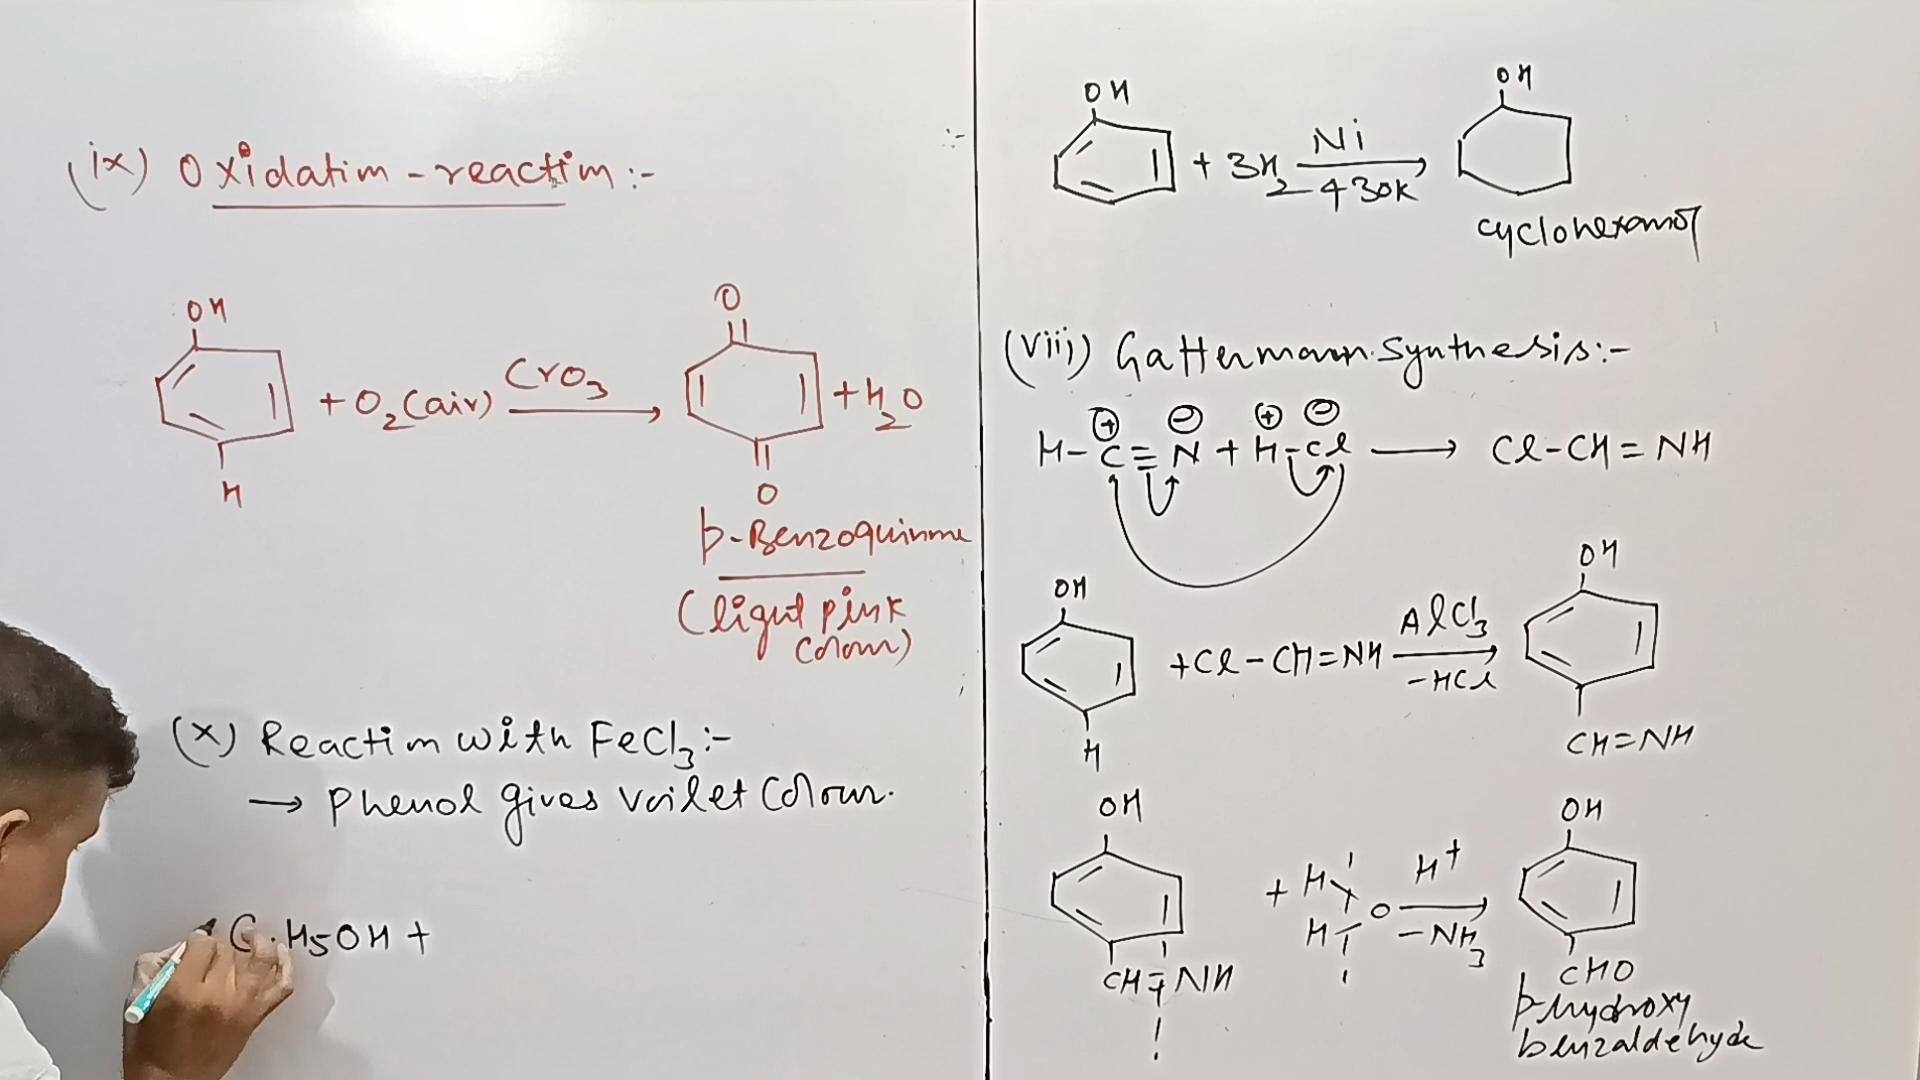 (ix) Oxidation-reaction:-
OH
+ O2 (air) CrO3
H
O
+ H2O
O
p-Benzoquinone
(light pink
colour)
(x) Reaction with FeCl3:-
→ Phenol gives voilet colour.
C6H5OH +
OH
+ 3H2 Ni
430K
OH
cyclohexanol
(viii) Gattermann Synthesis:-
⊕ ⊖ ⊕ ⊖
H-C≡N + H-Cl → Cl-CH=NH
OH
H
+ Cl-CH=NH AlCl3
-HCl
OH
CH=NH
OH
CH=NH
+ H
H O H+
-NH3
OH
CHO
p-hydroxy
benzaldehyde